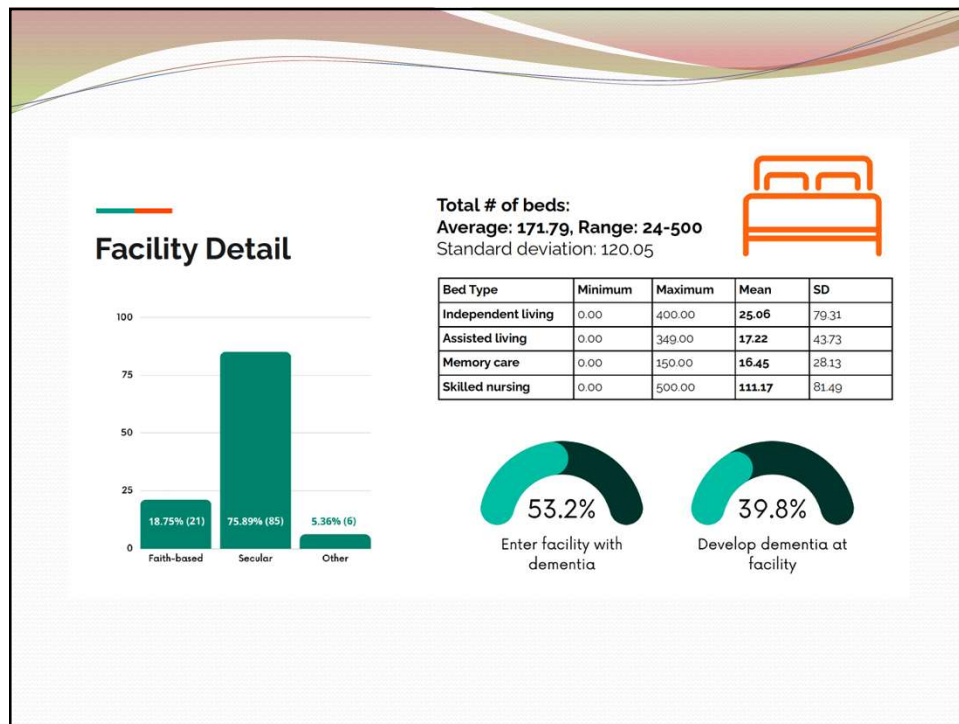 Facility Detail
100
75
50
25
0
18.75% (21) 75.89% (85) 5.36% (6)
Faith-based Secular Other
Total # of beds:
Average: 171.79, Range: 24-500
Standard deviation: 120.05
Bed Type Minimum Maximum Mean SD
Independent living 0.00 400.00 25.06 79.31
Assisted living 0.00 349.00 17.22 43.73
Memory care 0.00 150.00 16.45 28.13
Skilled nursing 0.00 500.00 111.17 81.49
53.2%
Enter facility with
dementia
39.8%
Develop dementia at
facility